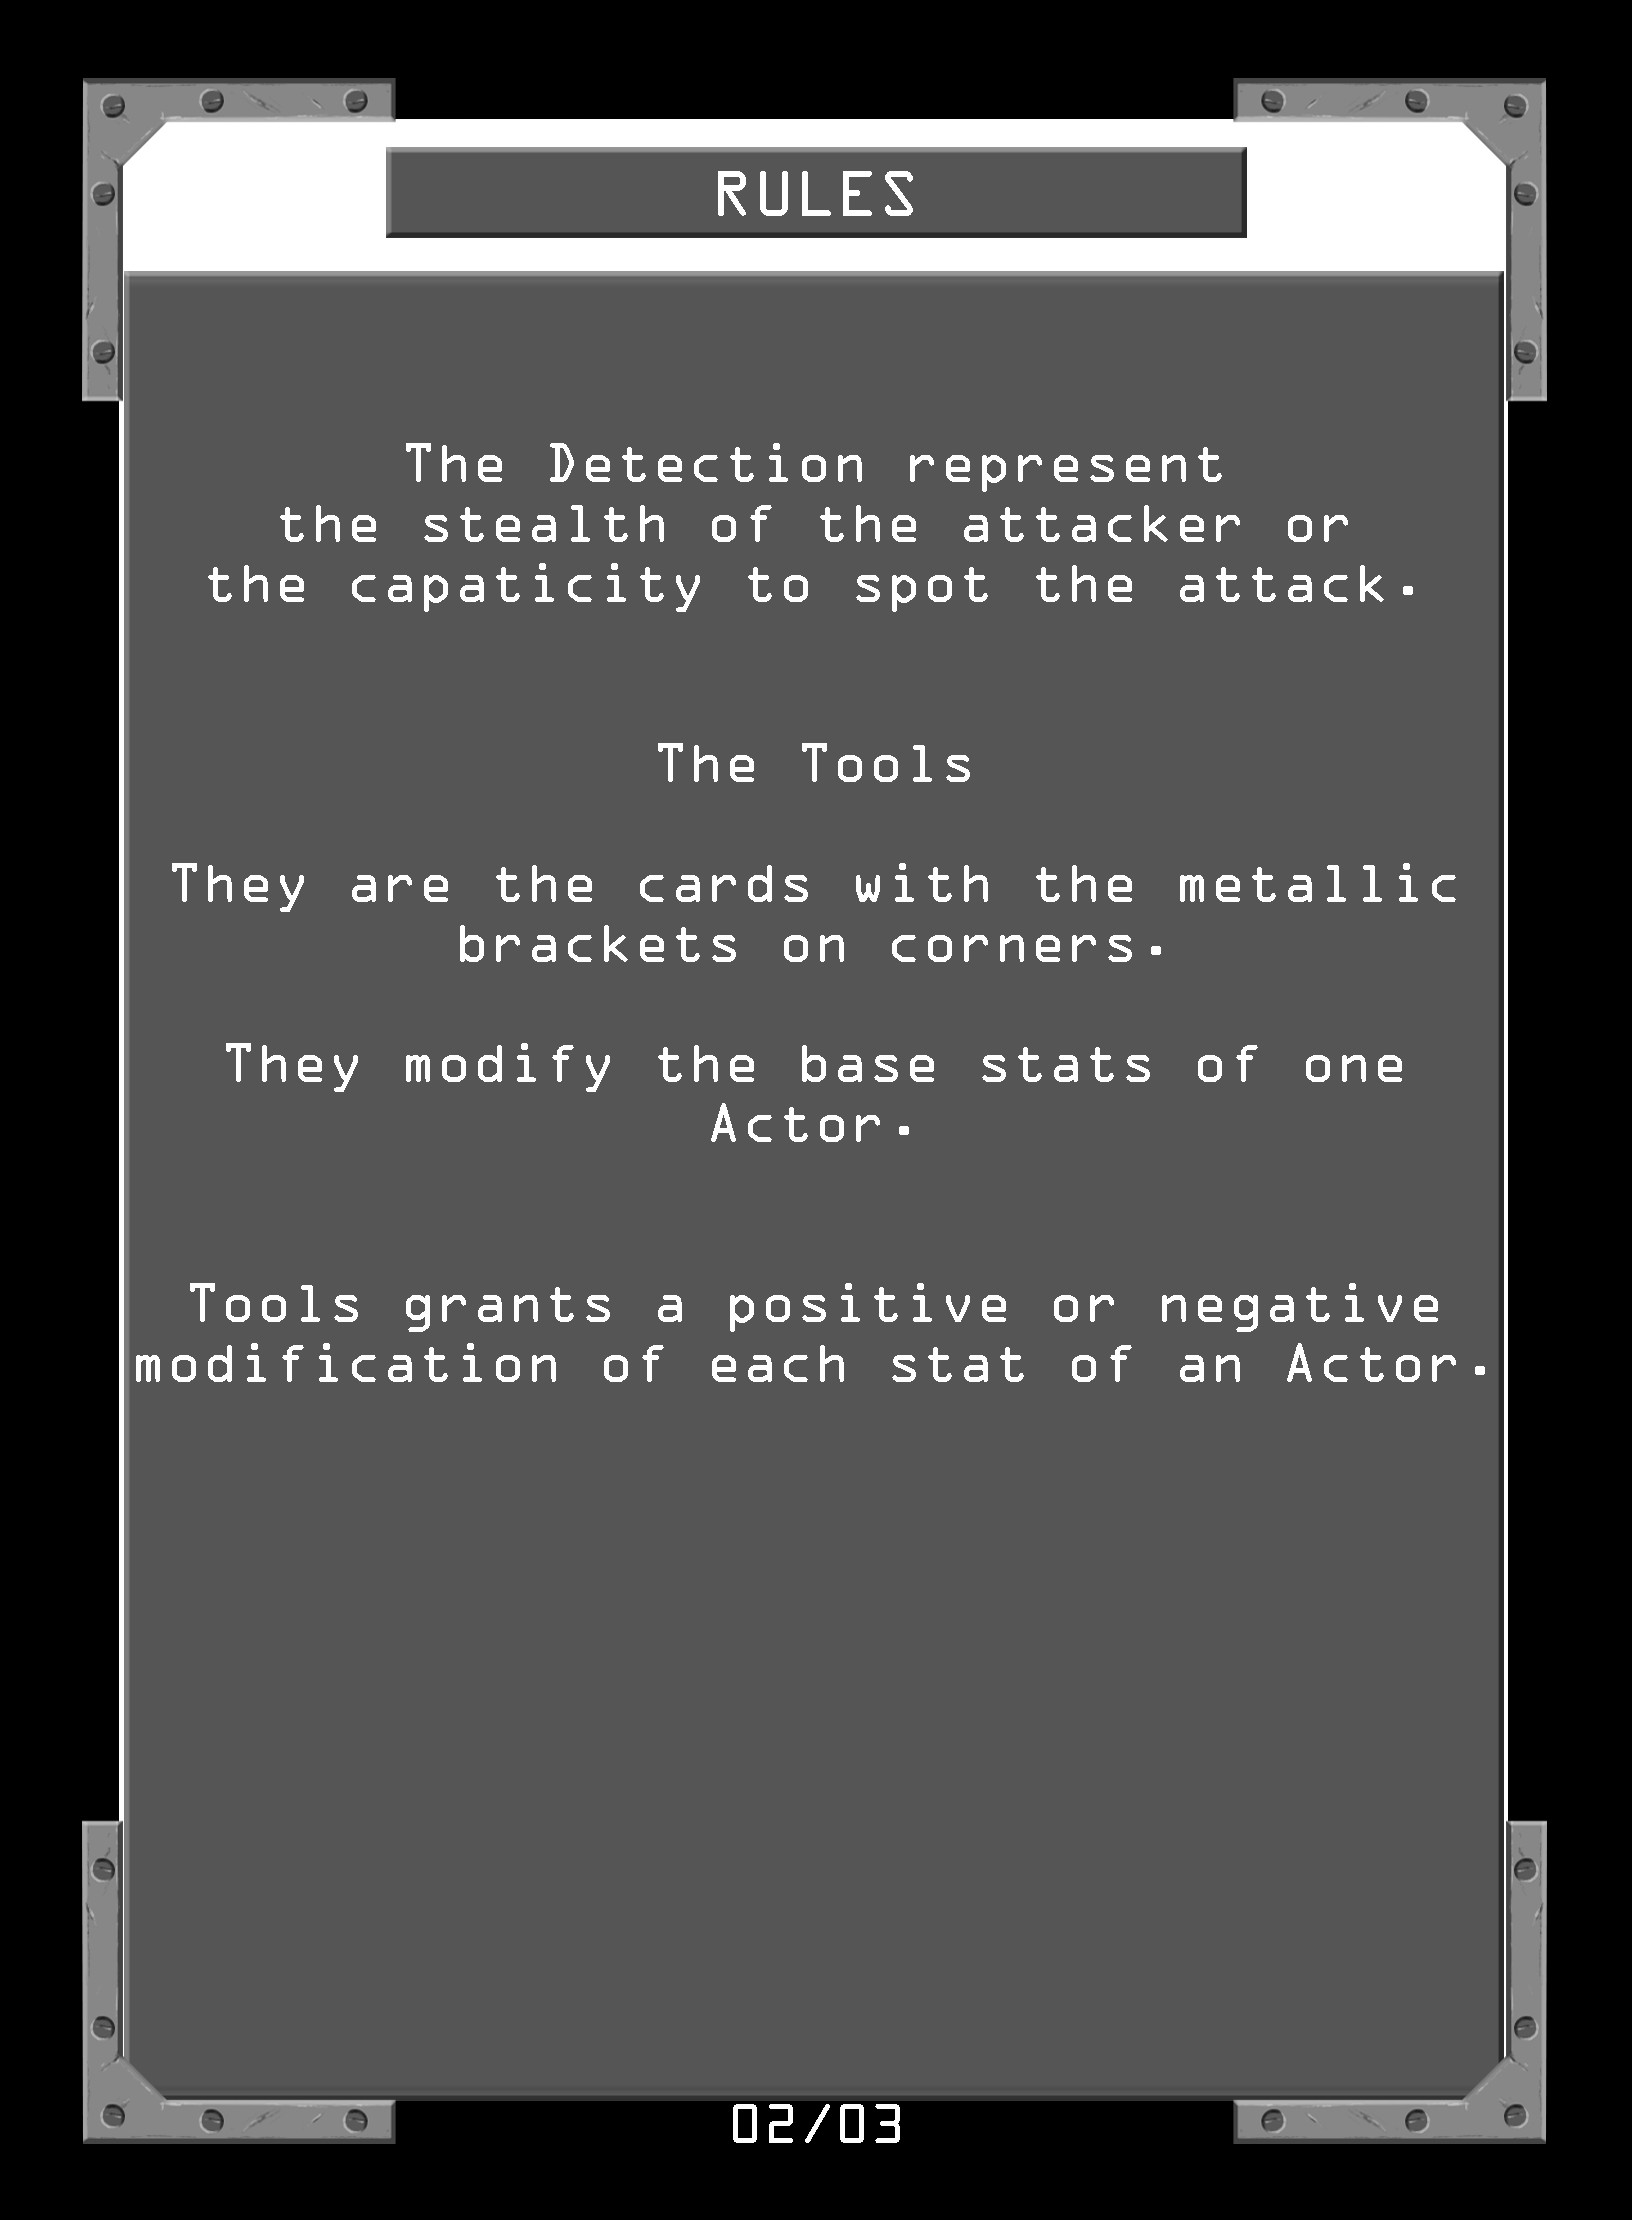 RULES
The Detection represent
the stealth of the attacker or
the capaticity to spot the attack.
The Tools
They are the cards with the metallic
brackets on corners.
They modify the base stats of one
Actor.
Tools grants a positive or negative
modification of each stat of an Actor.
02/03